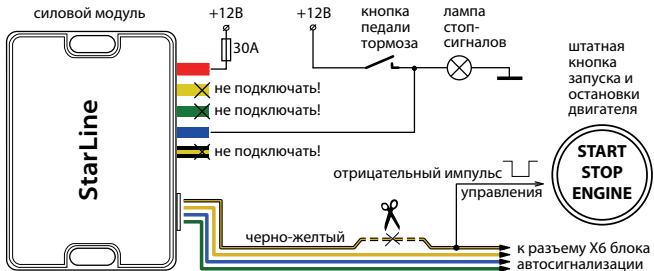 силовой модуль
+12В
30А
+12В
кнопка
педали
тормоза
лампа
стоп-
сигналов
штатная
кнопка
запуска и
остановки
двигателя
StarLine
не подключать!
не подключать!
не подключать!
START
STOP
ENGINE
отрицательный импульс
управления
черно-желтый
к разъему Х6 блока
автосигнализации